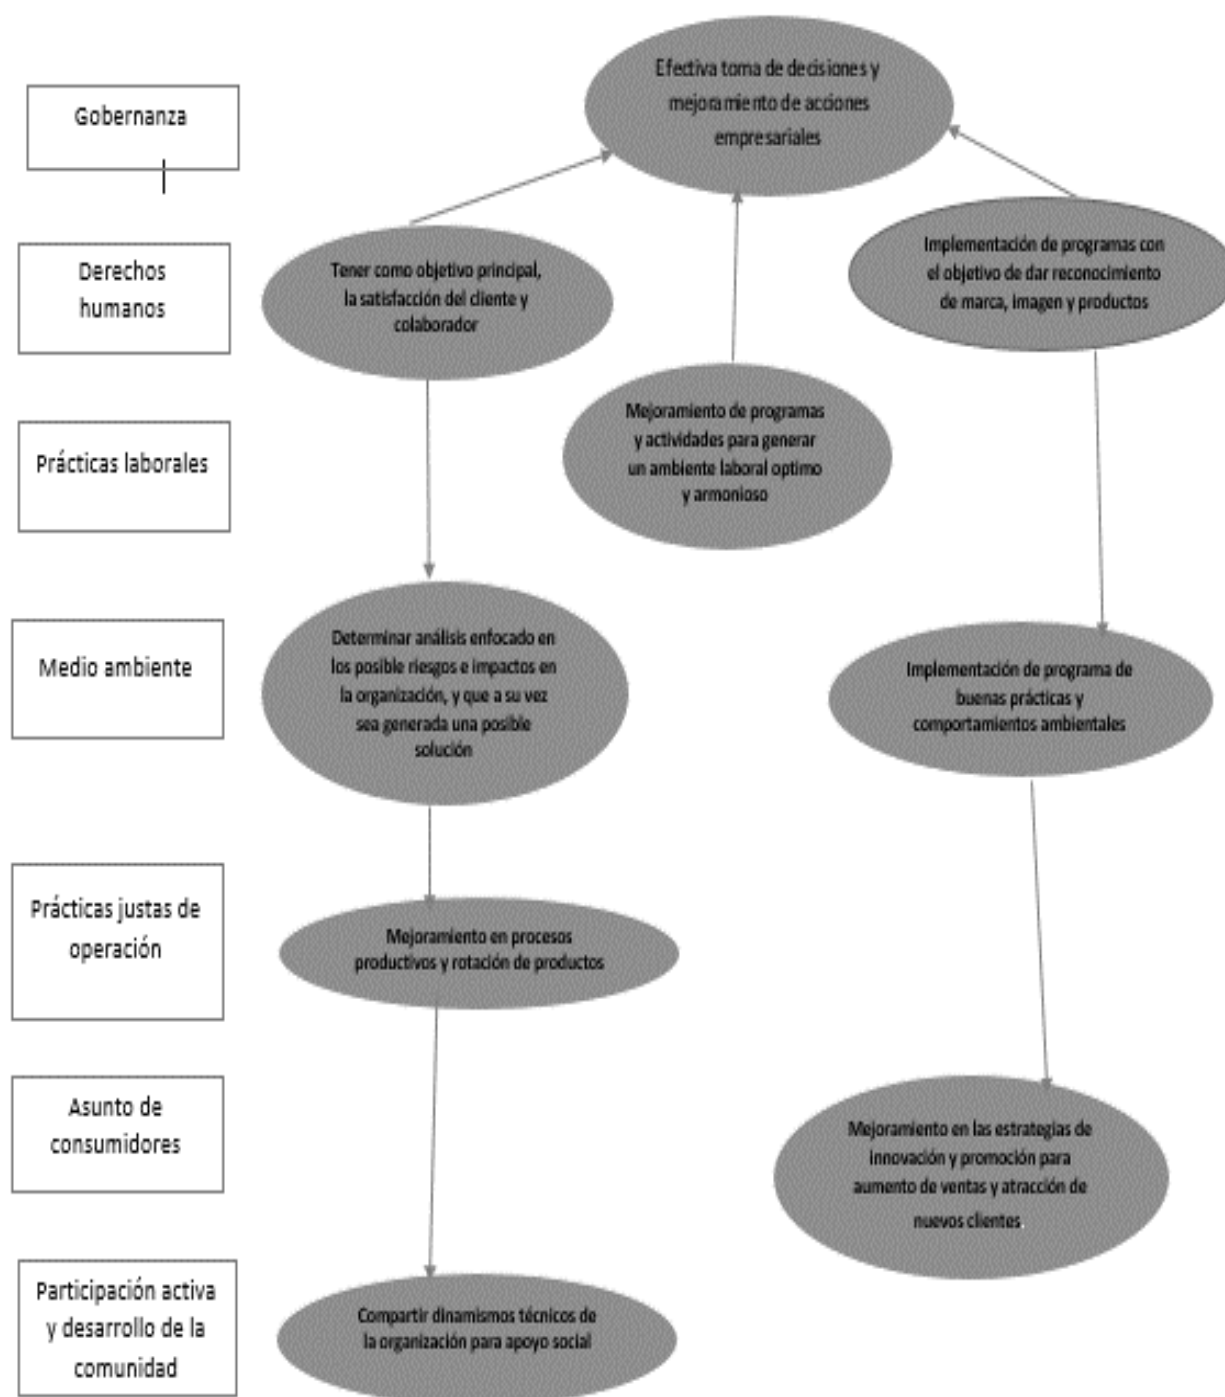 Gobernanza
Efectiva toma de decisiones y
mejoramiento de acciones
empresariales
Derechos
humanos
Tener como objetivo principal,
la satisfacción del cliente y
colaborador
Implementación de programas con
el objetivo de dar reconocimiento
de marca, imagen y productos
Prácticas laborales
Mejoramiento de programas
y actividades para generar
un ambiente laboral optimo
y armonioso
Medio ambiente
Determinar análisis enfocado en
los posible riesgos e impactos en
la organización, y que a su vez
sea generada una posible
solución
Implementación de programa de
buenas prácticas y
comportamientos ambientales
Prácticas justas de
operación
Mejoramiento en procesos
productivos y rotación de productos
Asunto de
consumidores
Mejoramiento en las estrategias de
innovación y promoción para
aumento de ventas y atracción de
nuevos clientes.
Participación activa
y desarrollo de la
comunidad
Compartir dinamismos técnicos de
la organización para apoyo social